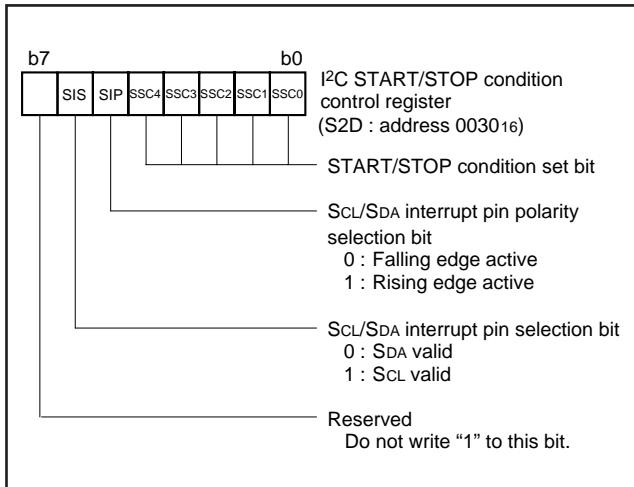 b7 b0
SIS SIP SSC4 SSC3 SSC2 SSC1 SSC0
I²C START/STOP condition
control register
(S2D : address 0030₁₆)
START/STOP condition set bit
SCL/SDA interrupt pin polarity
selection bit
0 : Falling edge active
1 : Rising edge active
SCL/SDA interrupt pin selection bit
0 : SDA valid
1 : SCL valid
Reserved
Do not write “1” to this bit.